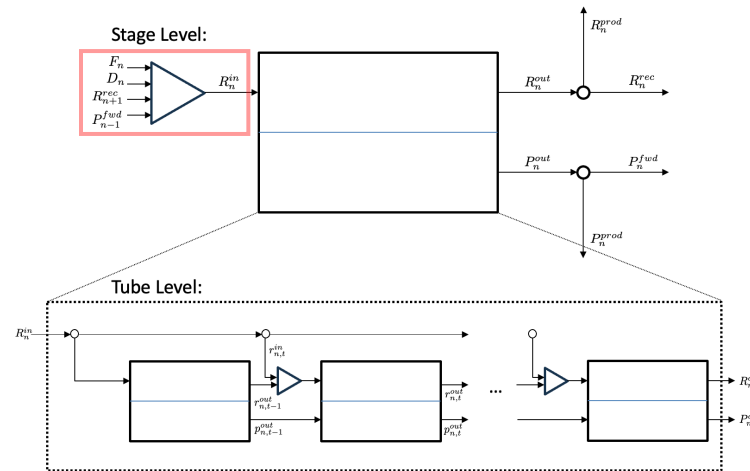 Stage Level:
F_n
D_n
R_{n+1}^{rec}
P_{n-1}^{fwd}
R_n^{in}
R_n^{prod}
R_n^{out}
R_n^{rec}
P_n^{out}
P_n^{fwd}
P_n^{prod}
Tube Level:
R_n^{in}
r_{n,t}^{in}
r_{n,t-1}^{out}
p_{n,t-1}^{out}
r_{n,t}^{out}
p_{n,t}^{out}
...